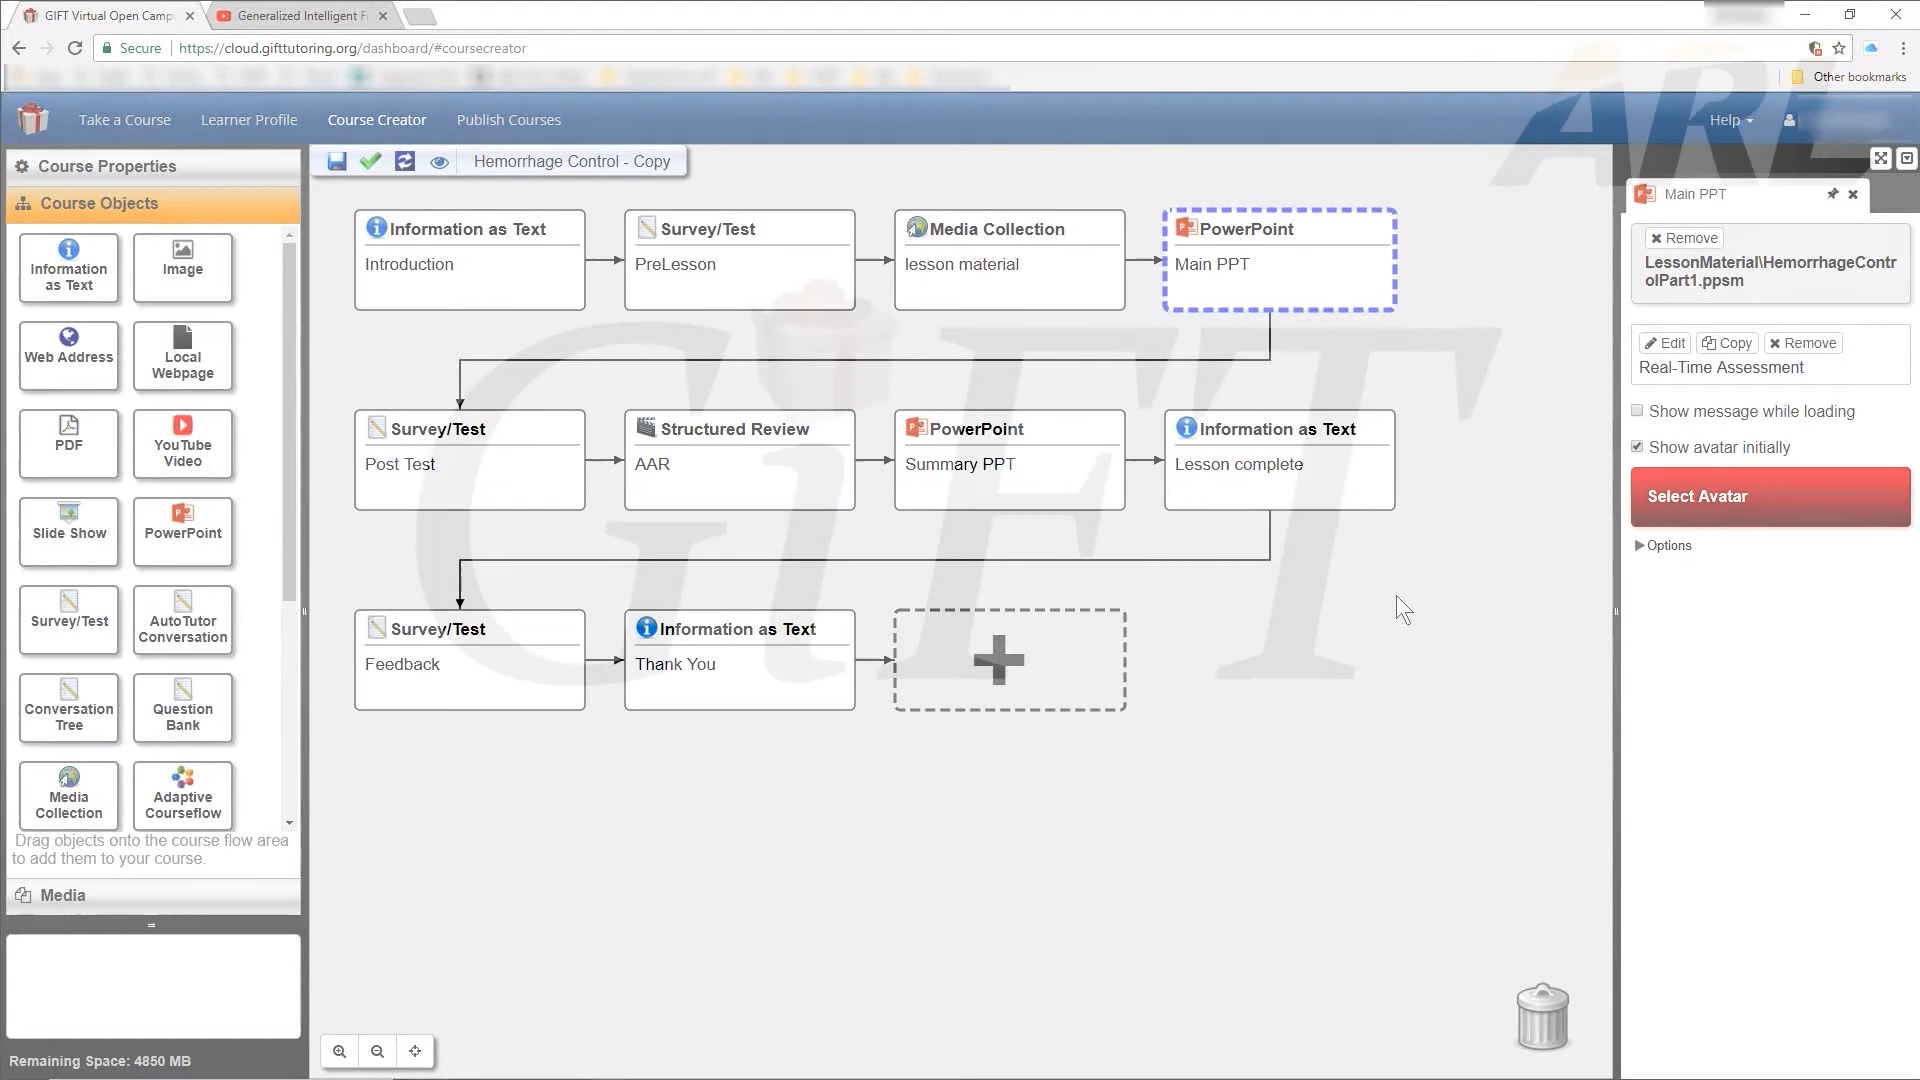 GIFT Virtual Open Camp
Generalized Intelligent F
Secure
https://cloud.gifttutoring.org/dashboard/#coursecreator
Other bookmarks
ARL
Take a Course
Learner Profile
Course Creator
Publish Courses
Help
Course Properties
Course Objects
Information
as Text
Image
Web Address
Local
Webpage
PDF
YouTube
Video
Slide Show
PowerPoint
Survey/Test
AutoTutor
Conversation
Conversation
Tree
Question
Bank
Media
Collection
Adaptive
Courseflow
Drag objects onto the course flow area
to add them to your course.
Media
Remaining Space: 4850 MB
Hemorrhage Control - Copy
Information as Text
Introduction
Survey/Test
PreLesson
Media Collection
lesson material
PowerPoint
Main PPT
Survey/Test
Post Test
Structured Review
AAR
PowerPoint
Summary PPT
Information as Text
Lesson complete
Survey/Test
Feedback
Information as Text
Thank You
GiFT
Main PPT
Remove
LessonMaterial\HemorrhageContr
olPart1.ppsm
Edit
Copy
Remove
Real-Time Assessment
Show message while loading
Show avatar initially
Select Avatar
Options